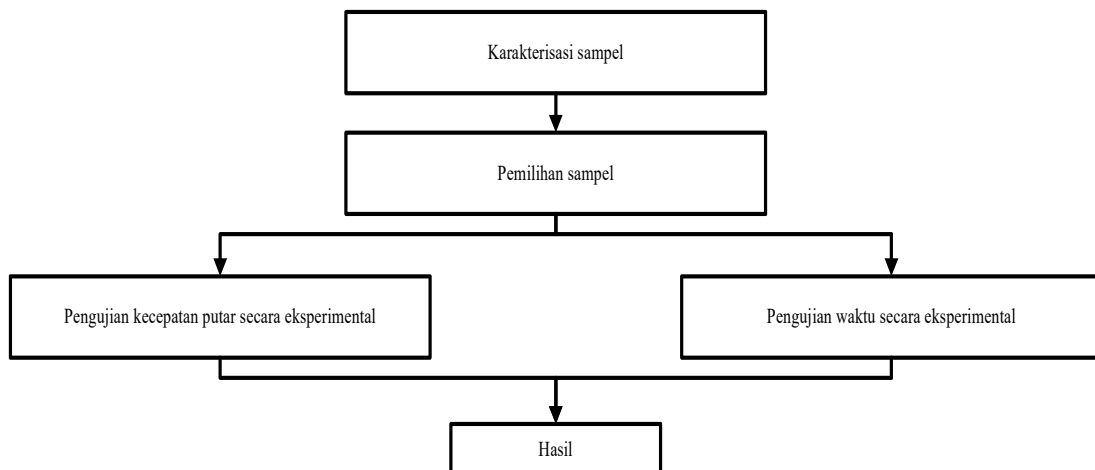 Karakterisasi sampel
Pemilihan sampel
Pengujian kecepatan putar secara eksperimental
Pengujian waktu secara eksperimental
Hasil